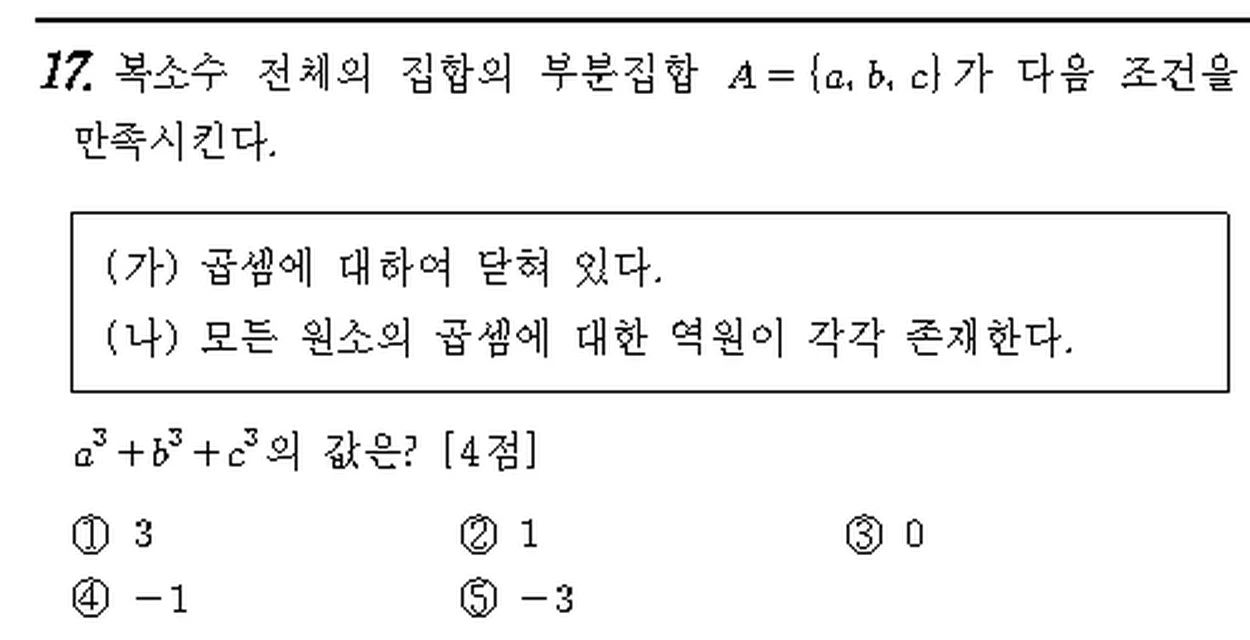 17. 복소수 전체의 집합의 부분집합 A = {a, b, c}가 다음 조건을
만족시킨다.
(가) 곱셈에 대하여 닫혀 있다.
(나) 모든 원소의 곱셈에 대한 역원이 각각 존재한다.
a³+b³+c³의 값은? [4점]
① 3 ② 1 ③ 0
④ −1 ⑤ −3